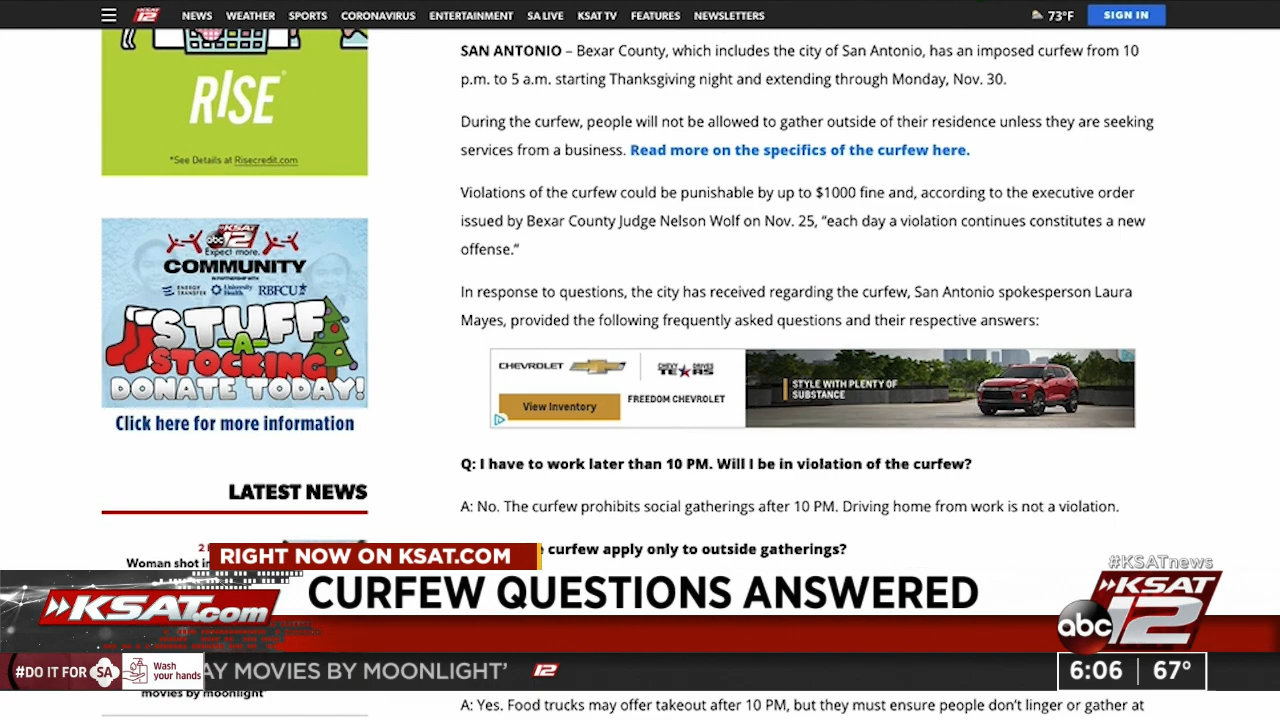 12 KSAT
NEWS WEATHER SPORTS CORONAVIRUS ENTERTAINMENT SA LIVE KSAT TV FEATURES NEWSLETTERS
73°F
SIGN IN
RISE
*See Details at Risecredit.com
SAN ANTONIO – Bexar County, which includes the city of San Antonio, has an imposed curfew from 10
p.m. to 5 a.m. starting Thanksgiving night and extending through Monday, Nov. 30.
During the curfew, people will not be allowed to gather outside of their residence unless they are seeking
services from a business. Read more on the specifics of the curfew here.
Violations of the curfew could be punishable by up to $1000 fine and, according to the executive order
issued by Bexar County Judge Nelson Wolf on Nov. 25, “each day a violation continues constitutes a new
offense.”
In response to questions, the city has received regarding the curfew, San Antonio spokesperson Laura
Mayes, provided the following frequently asked questions and their respective answers:
abc KSAT 12
Expect more.
COMMUNITY
IN PARTNERSHIP WITH
ENERGY TRANSFER University Health RBFCU
STUFF
-A-
STOCKING
DONATE TODAY!
Click here for more information
CHEVROLET
CHEVY DRIVES TEXAS
View Inventory
FREEDOM CHEVROLET
STYLE WITH PLENTY OF
SUBSTANCE
Q: I have to work later than 10 PM. Will I be in violation of the curfew?
A: No. The curfew prohibits social gatherings after 10 PM. Driving home from work is not a violation.
LATEST NEWS
Woman shot in
curfew apply only to outside gatherings?
RIGHT NOW ON KSAT.COM
CURFEW QUESTIONS ANSWERED
KSAT.com
#KSATnews
KSAT
abc 12
#DO IT FOR SA
Wash
your hands
AY MOVIES BY MOONLIGHT’ 12
6:06 67°
movies by moonlight’
A: Yes. Food trucks may offer takeout after 10 PM, but they must ensure people don’t linger or gather at